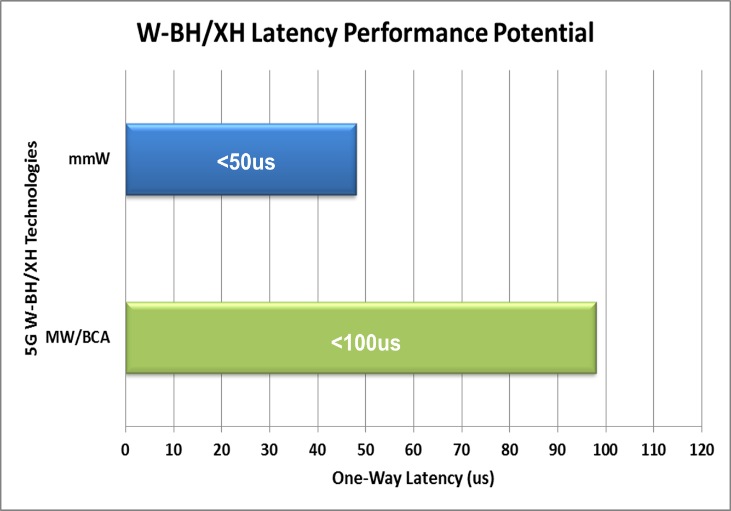 W-BH/XH Latency Performance Potential
5G W-BH/XH Technologies
mmW
<50us
MW/BCA
<100us
0 10 20 30 40 50 60 70 80 90 100 110 120
One-Way Latency (us)